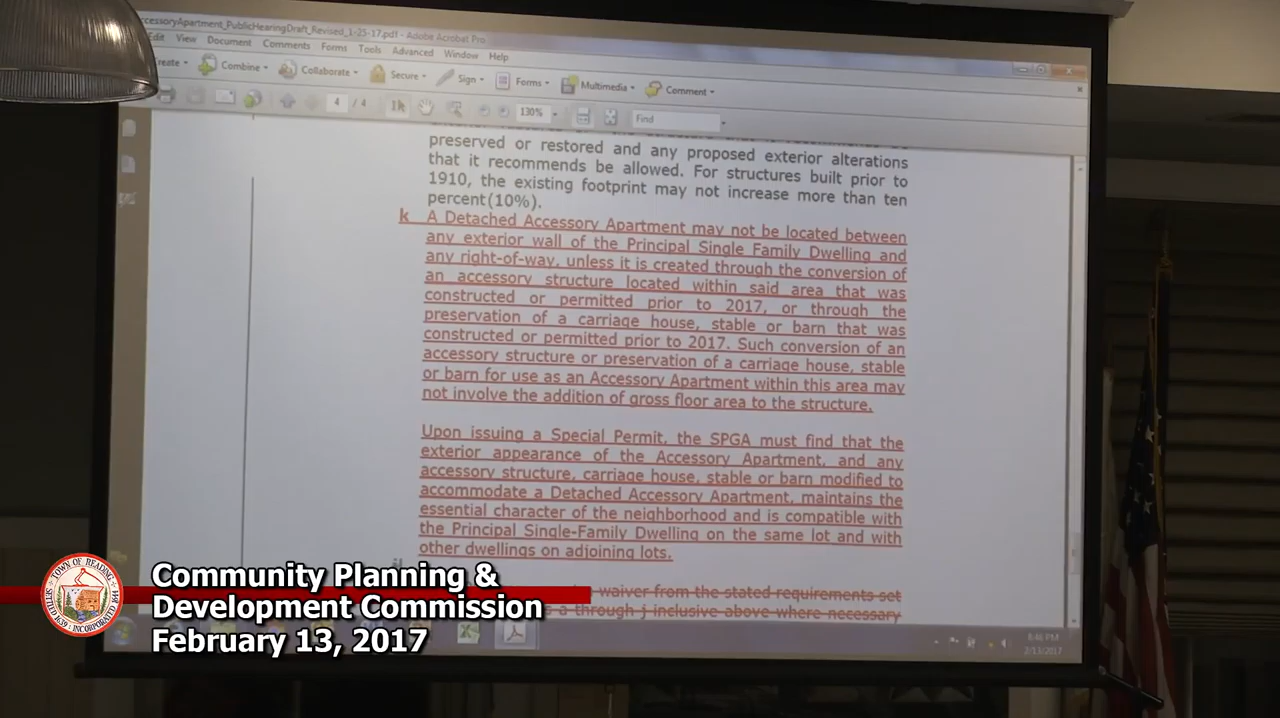 ccessoryApartment_PublicHearingDraft_Revised_1-25-17.pdf - Adobe Acrobat Pro
Edit View Document Comments Forms Tools Advanced Window Help
Combine Collaborate Secure Sign Forms Multimedia Comment
4 / 4 130% Find
preserved or restored and any proposed exterior alterations
that it recommends be allowed. For structures built prior to
1910, the existing footprint may not increase more than ten
percent(10%).
k A Detached Accessory Apartment may not be located between
any exterior wall of the Principal Single Family Dwelling and
any right-of-way, unless it is created through the conversion of
an accessory structure located within said area that was
constructed or permitted prior to 2017, or through the
preservation of a carriage house, stable or barn that was
constructed or permitted prior to 2017. Such conversion of an
accessory structure or preservation of a carriage house, stable
or barn for use as an Accessory Apartment within this area may
not involve the addition of gross floor area to the structure.
Upon issuing a Special Permit, the SPGA must find that the
exterior appearance of the Accessory Apartment, and any
accessory structure, carriage house, stable or barn modified to
accommodate a Detached Accessory Apartment, maintains the
essential character of the neighborhood and is compatible with
the Principal Single-Family Dwelling on the same lot and with
other dwellings on adjoining lots.
waiver from the stated requirements set
a through j inclusive above where necessary
2/13/2017
TOWN OF READING
SETTLED 1639 INCORPORATED 1644
Community Planning &
Development Commission
February 13, 2017